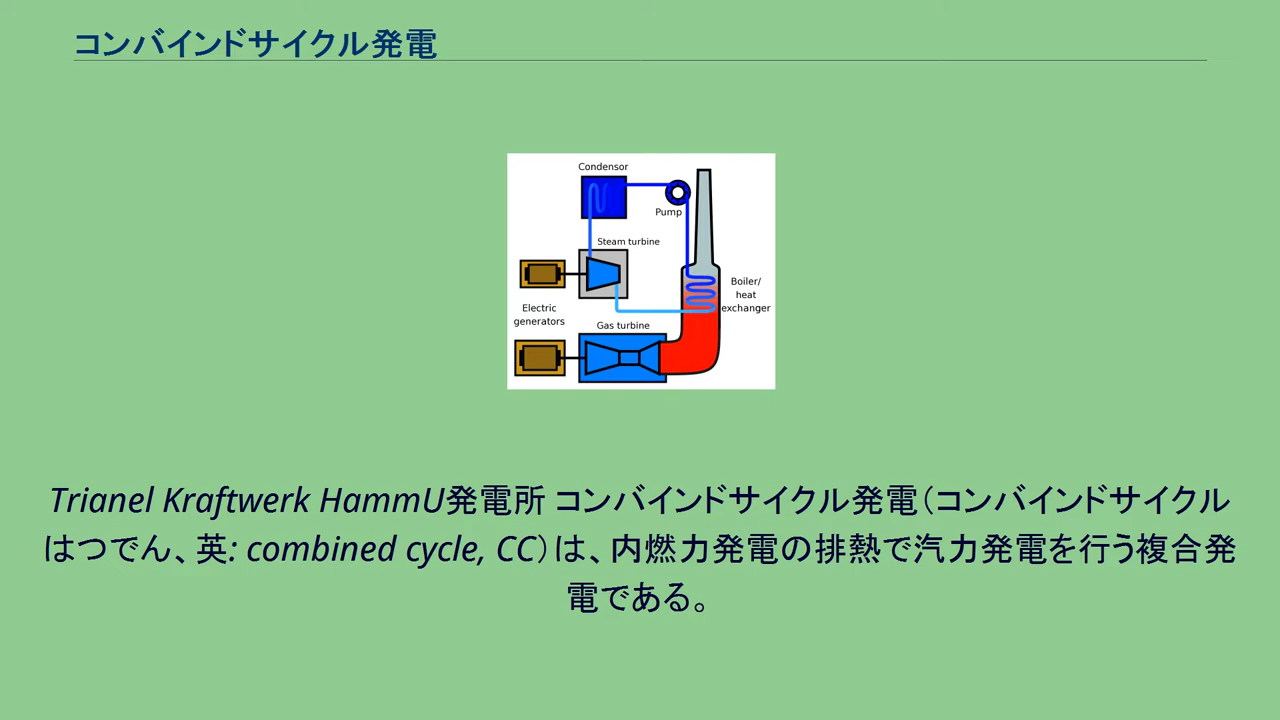 コンバインドサイクル発電
Condensor
Pump
Steam turbine
Boiler/
heat
exchanger
Electric
generators
Gas turbine
Trianel Kraftwerk HammU発電所 コンバインドサイクル発電（コンバインドサイクル
はつでん、英: combined cycle, CC）は、内燃力発電の排熱で汽力発電を行う複合発
電である。